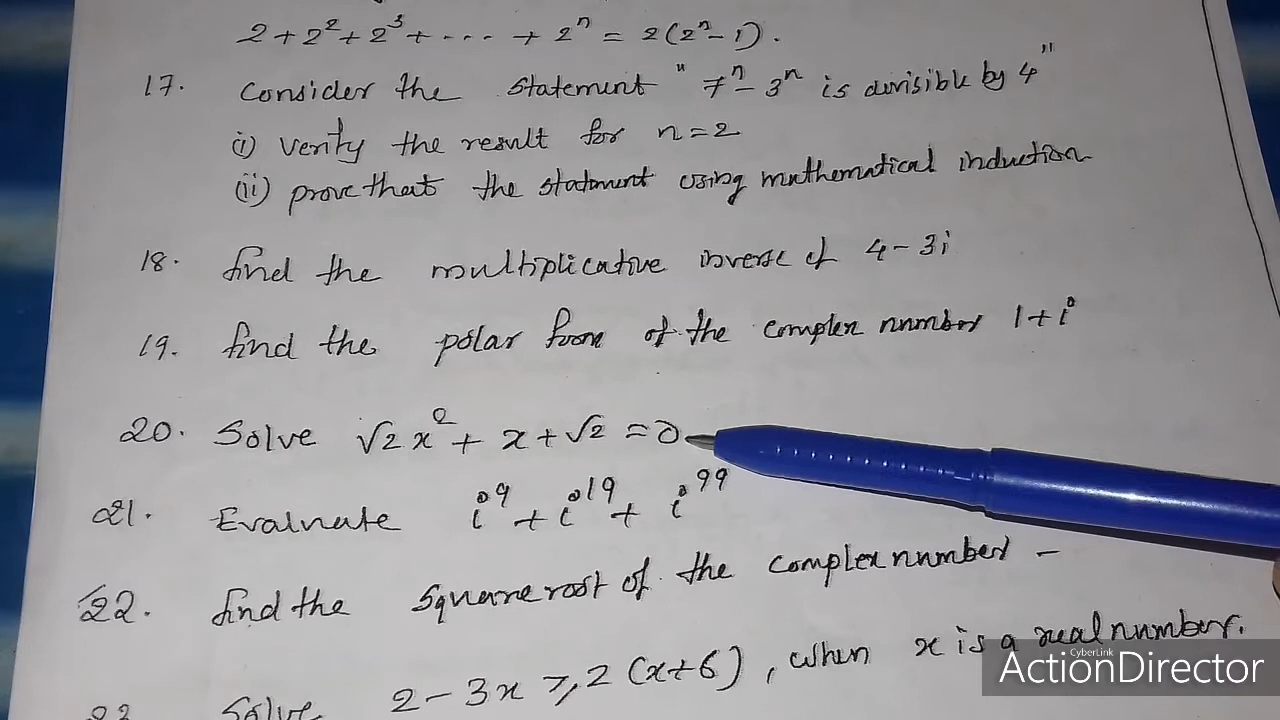 2 + 2² + 2³ + .... + 2ⁿ = 2(2ⁿ - 1).
17. Consider the statement "7ⁿ - 3ⁿ is divisible by 4"
(i) verify the result for n = 2
(ii) prove that the statement using mathematical induction
18. find the multiplicative inverse of 4 - 3i
19. find the polar form of the complex number 1 + i
20. Solve √2 x² + x + √2 = 0
21. Evaluate i⁹ + i¹⁹ + i⁹⁹
22. find the square root of the complex number -
23. Solve 2 - 3x ≥ 2(x+6), when x is a real number.
CyberLink
ActionDirector